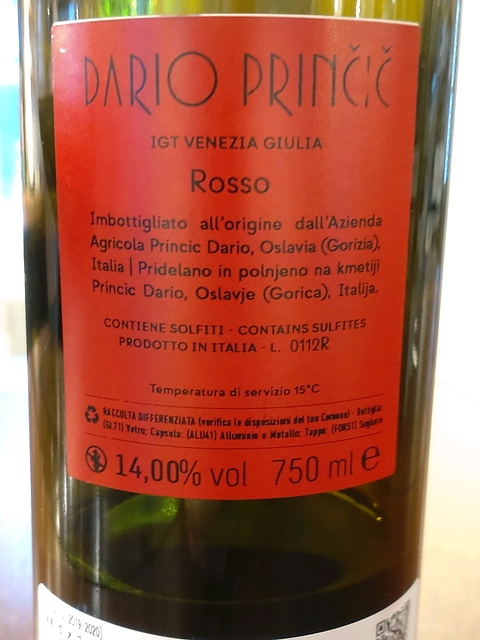 DARIO PRINČIČ
IGT VENEZIA GIULIA
Rosso
Imbottigliato all'origine dall'Azienda
Agricola Princic Dario, Oslavia (Gorizia),
Italia | Pridelano in polnjeno na kmetiji
Princic Dario, Oslavje (Gorica), Italija.
CONTIENE SOLFITI - CONTAINS SULFITES
PRODOTTO IN ITALIA - L. 0112R
Temperatura di servizio 15°C
RACCOLTA DIFFERENZIATA (verifica le disposizioni del tuo Comune) - Bottiglia:
(GL71) Vetro; Capsula: (ALU41) Alluminio e Metallo; Tappo: (FOR51) Sughero
14,00% vol 750 ml e
2019-2020)